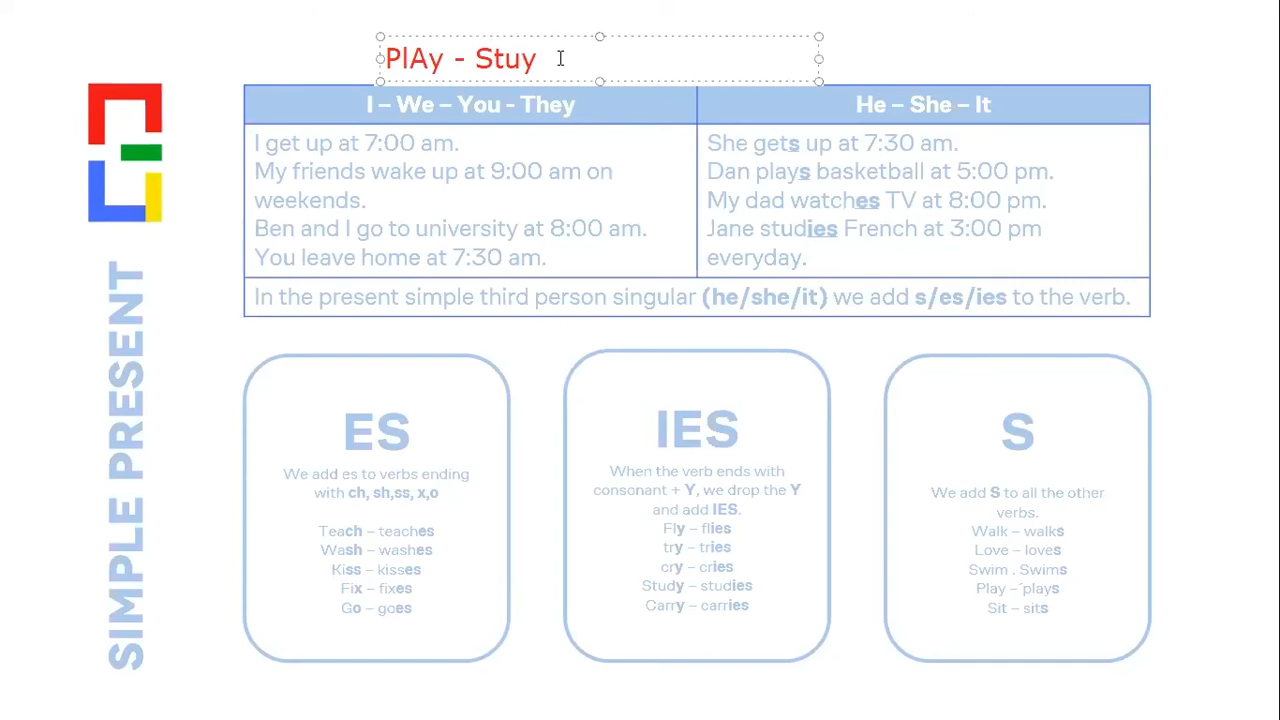 PlAy - Stuy
I – We – You - They
He – She – It
I get up at 7:00 am.
My friends wake up at 9:00 am on
weekends.
Ben and I go to university at 8:00 am.
You leave home at 7:30 am.
She gets up at 7:30 am.
Dan plays basketball at 5:00 pm.
My dad watches TV at 8:00 pm.
Jane studies French at 3:00 pm
everyday.
In the present simple third person singular (he/she/it) we add s/es/ies to the verb.
SIMPLE PRESENT
ES
We add es to verbs ending
with ch, sh,ss, x,o
Teach – teaches
Wash – washes
Kiss – kisses
Fix – fixes
Go – goes
IES
When the verb ends with
consonant + Y, we drop the Y
and add IES.
Fly – flies
try – tries
cry – cries
Study – studies
Carry – carries
S
We add S to all the other
verbs.
Walk – walks
Love – loves
Swim . Swims
Play –´plays
Sit – sits